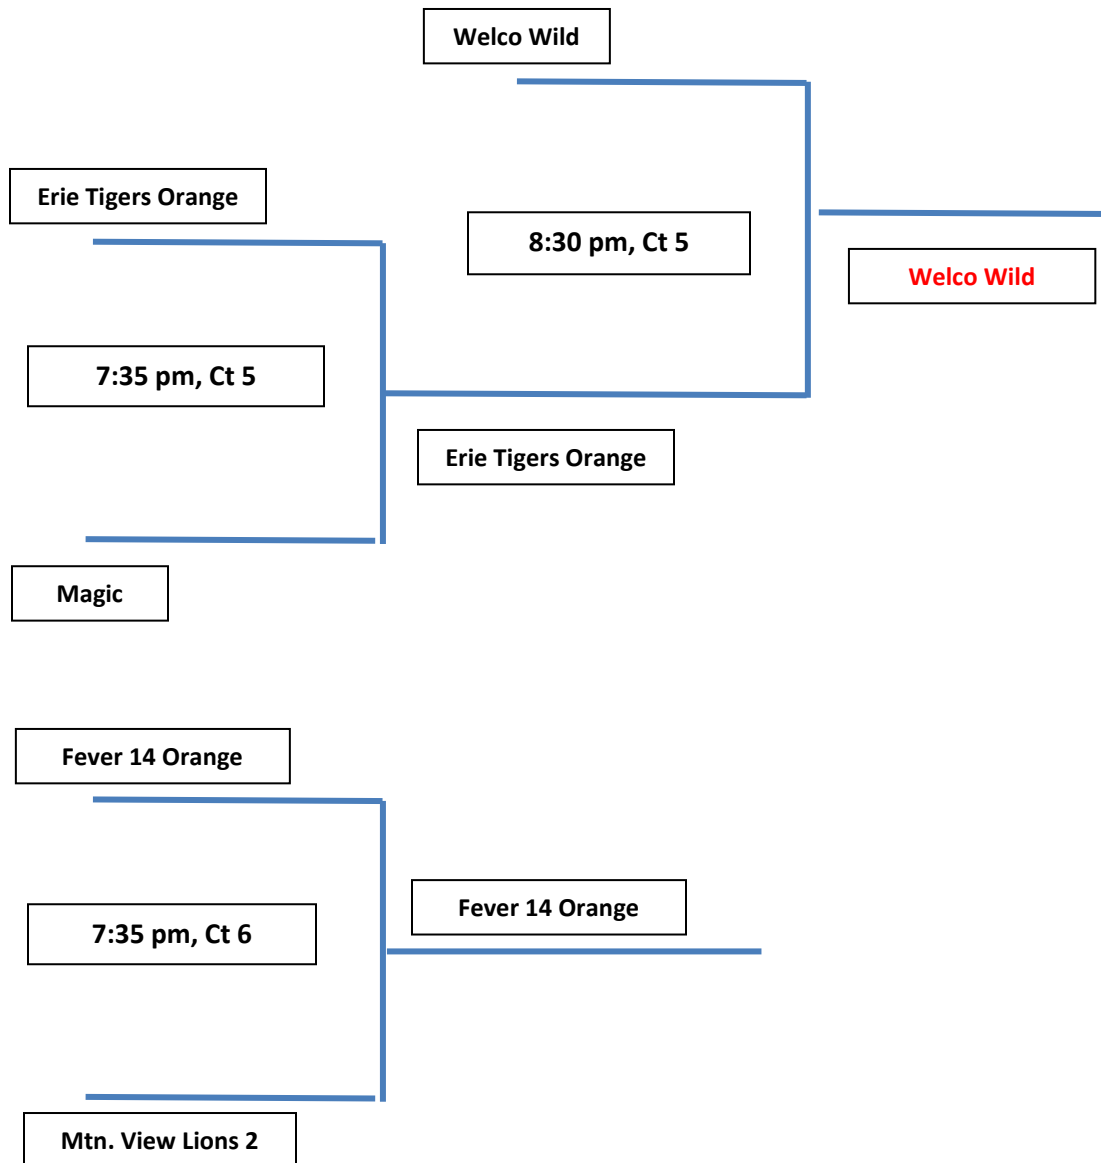 Welco Wild
Erie Tigers Orange
8:30 pm, Ct 5
Welco Wild
7:35 pm, Ct 5
Erie Tigers Orange
Magic
Fever 14 Orange
Fever 14 Orange
7:35 pm, Ct 6
Mtn. View Lions 2